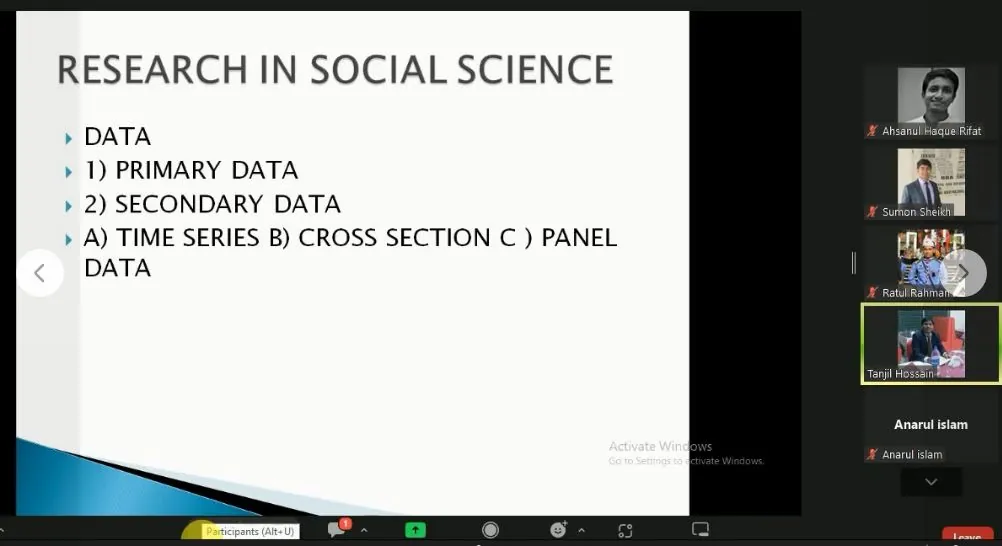 RESEARCH IN SOCIAL SCIENCE
DATA
1) PRIMARY DATA
2) SECONDARY DATA
A) TIME SERIES B) CROSS SECTION C ) PANEL
DATA
Activate Windows
Go to Settings to activate Windows.
Ahsanul Haque Rifat
Sumon Sheikh
Ratul Rahman
Tanjil Hossain
Anarul islam
Anarul islam
Participants (Alt+U)
1
Leave